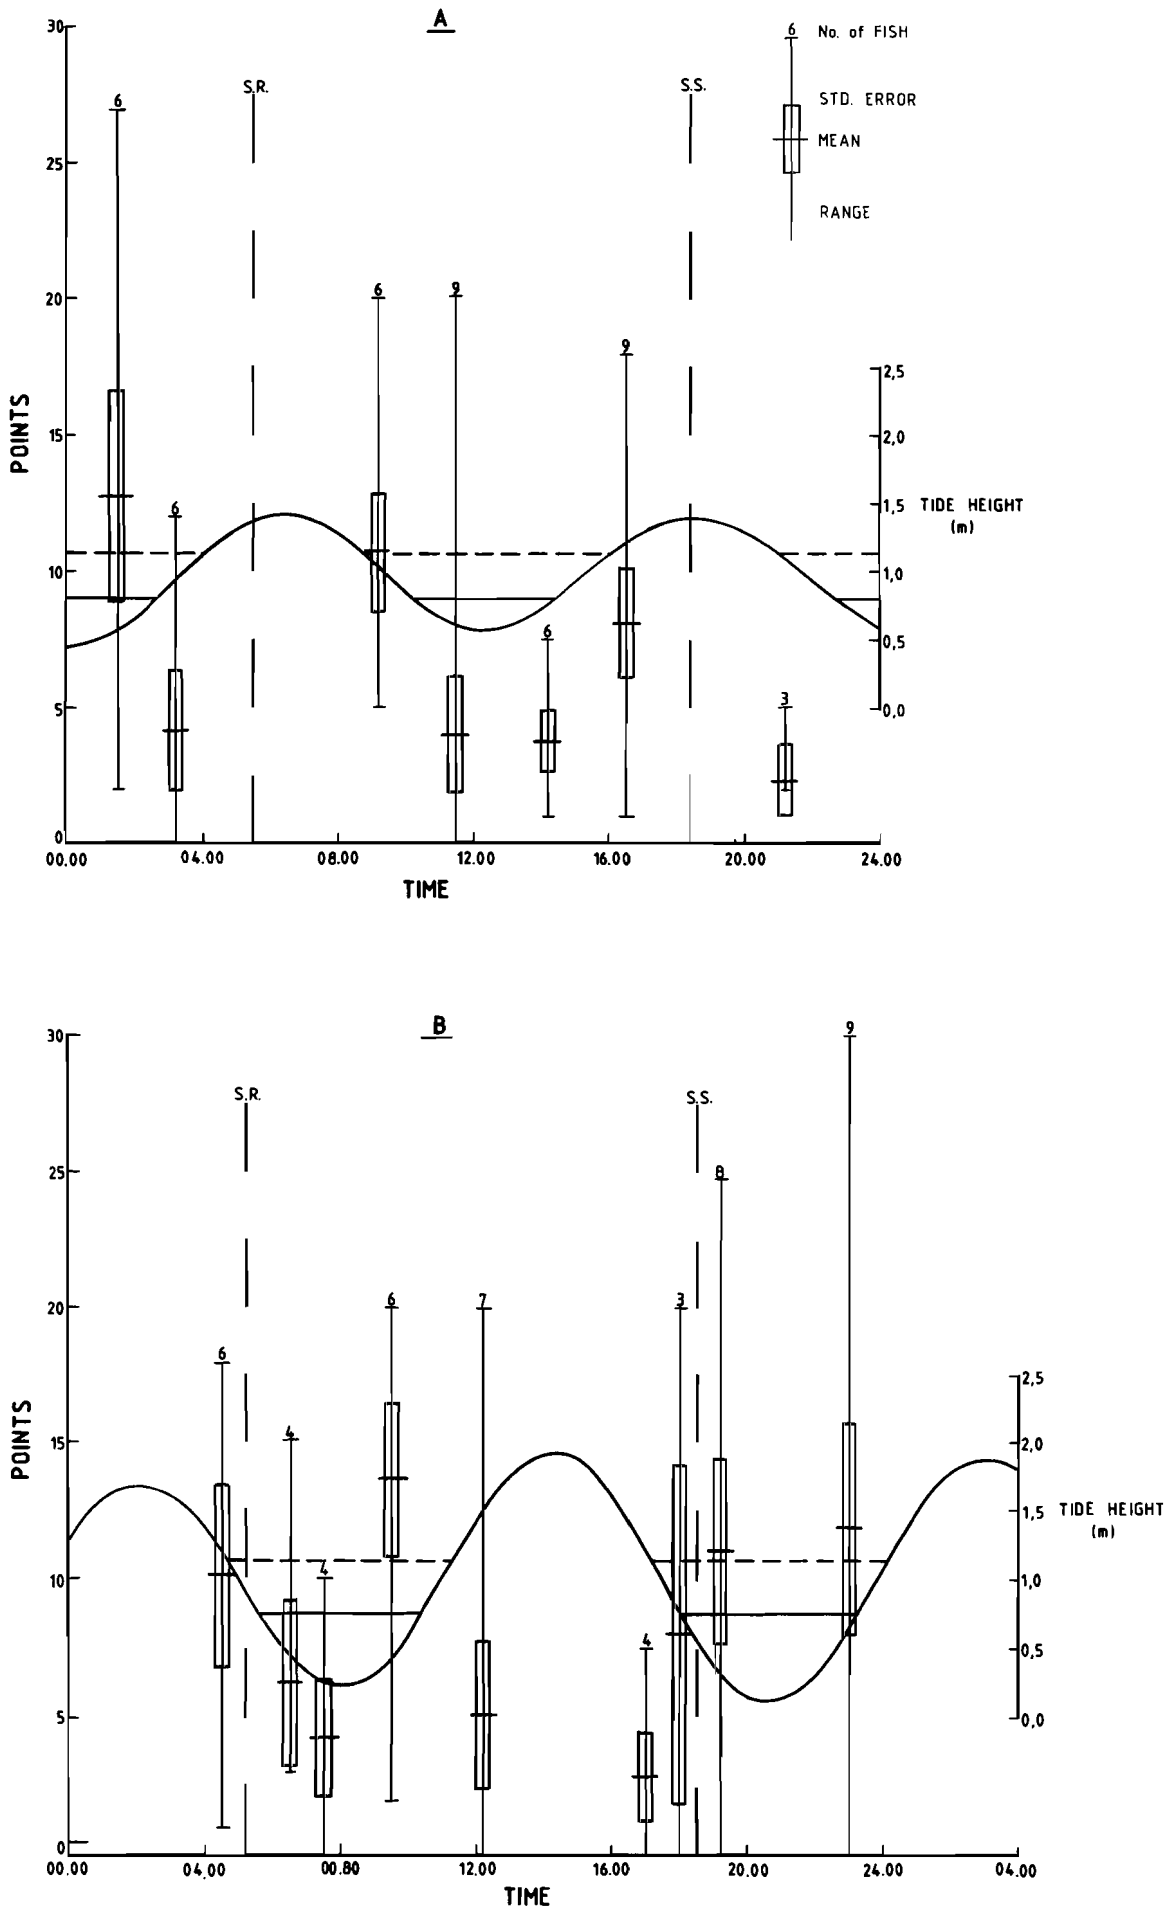 A
6 No. of FISH
STD. ERROR
MEAN
RANGE
S.R.
S.S.
6
6
6
9
6
9
3
30
25
20
15
10
5
0
POINTS
2,5
2,0
1,5
1,0
0,5
0,0
TIDE HEIGHT
(m)
00.00 04.00 08.00 12.00 16.00 20.00 24.00
TIME
B
S.R.
S.S.
6
4
4
6
7
4
3
8
9
30
25
20
15
10
5
0
POINTS
2,5
2,0
1,5
1,0
0,5
0,0
TIDE HEIGHT
(m)
00.00 04.00 00.80 12.00 16.00 20.00 24.00 04.00
TIME